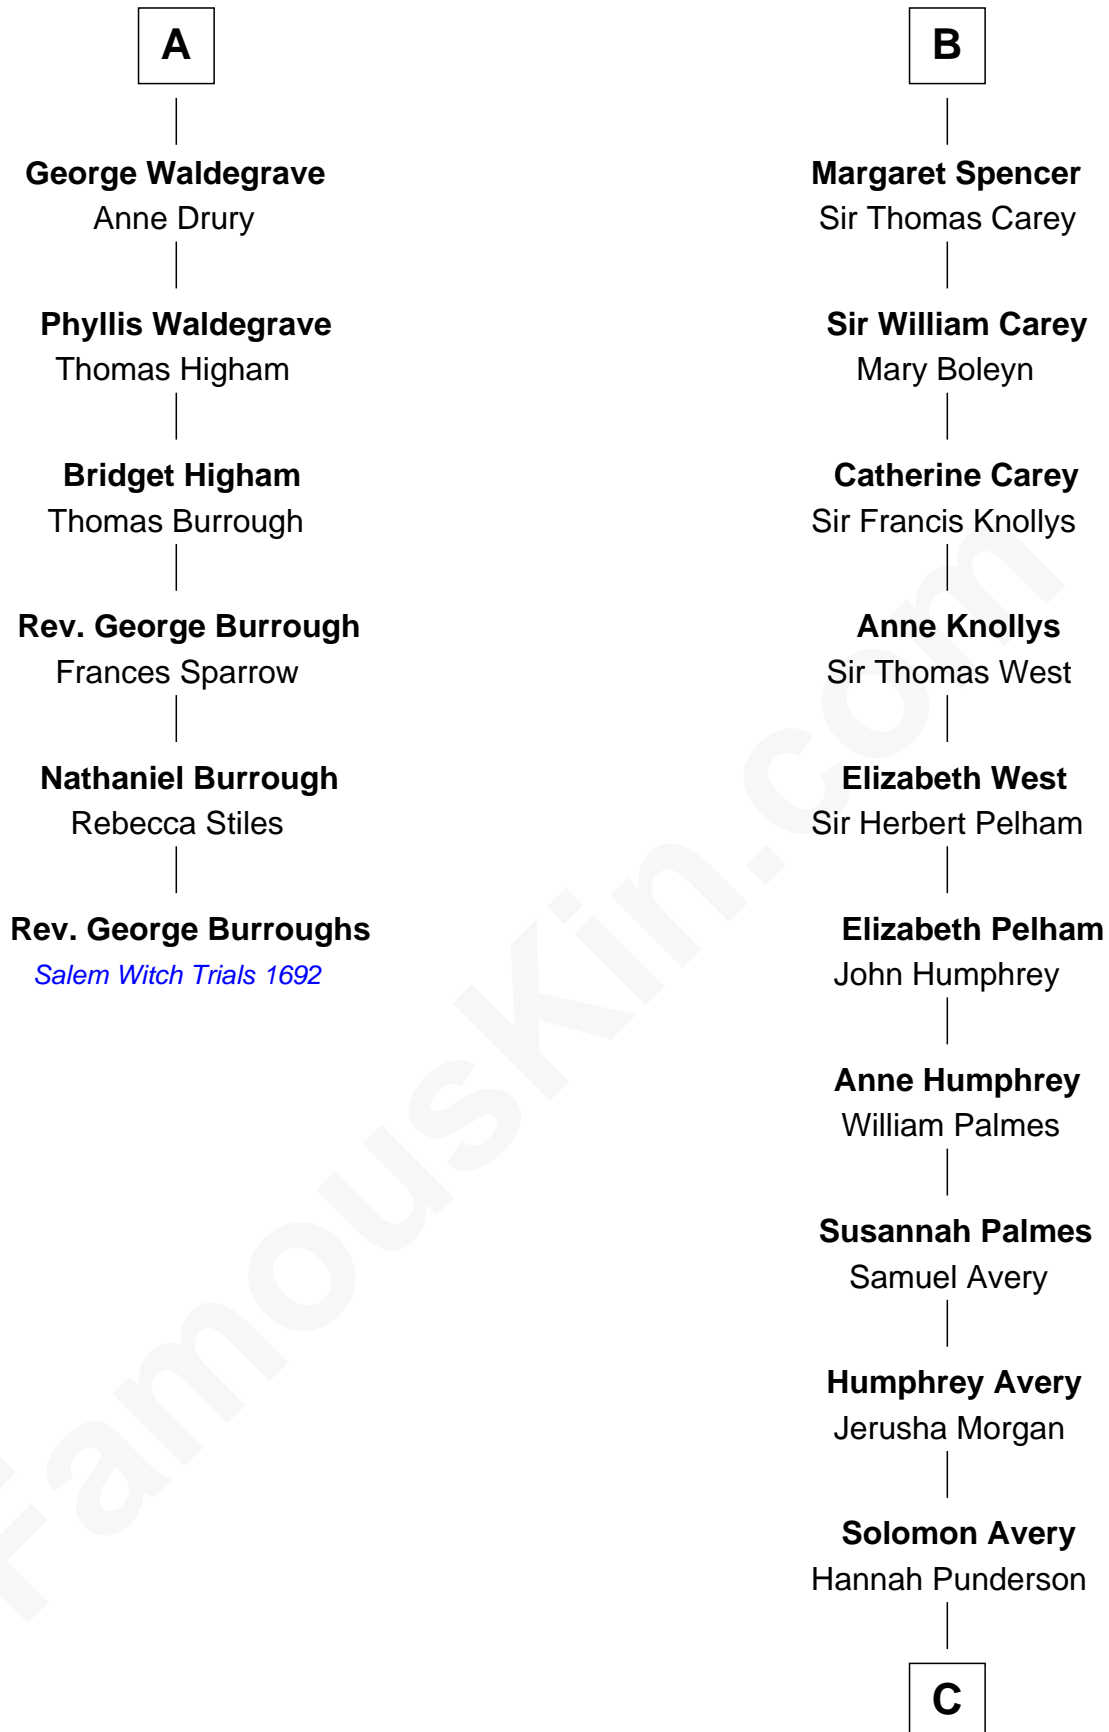 A
George Waldegrave
Anne Drury
Phyllis Waldegrave
Thomas Higham
Bridget Higham
Thomas Burrough
Rev. George Burrough
Frances Sparrow
Nathaniel Burrough
Rebecca Stiles
Rev. George Burroughs
Salem Witch Trials 1692
B
Margaret Spencer
Sir Thomas Carey
Sir William Carey
Mary Boleyn
Catherine Carey
Sir Francis Knollys
Anne Knollys
Sir Thomas West
Elizabeth West
Sir Herbert Pelham
Elizabeth Pelham
John Humphrey
Anne Humphrey
William Palmes
Susannah Palmes
Samuel Avery
Humphrey Avery
Jerusha Morgan
Solomon Avery
Hannah Punderson
C
FamousKin.com